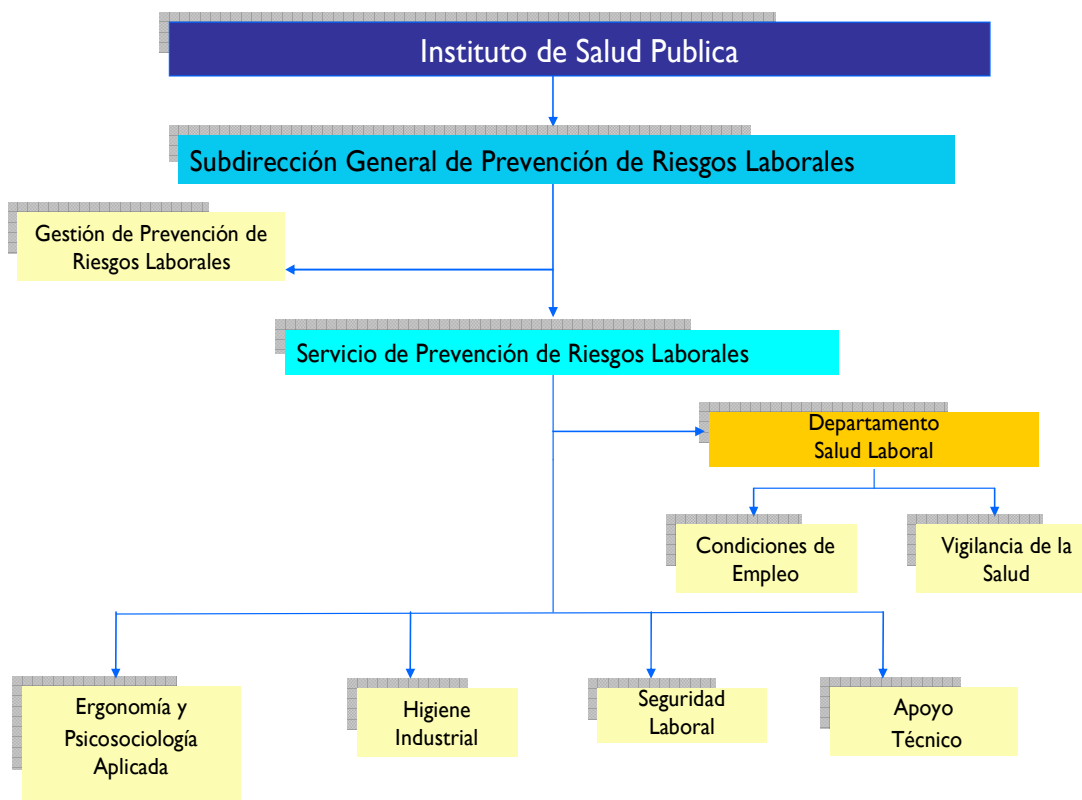 Instituto de Salud Publica
Subdirección General de Prevención de Riesgos Laborales
Gestión de Prevención de
Riesgos Laborales
Servicio de Prevención de Riesgos Laborales
Departamento
Salud Laboral
Condiciones de
Empleo
Vigilancia de la
Salud
Ergonomía y
Psicosociología
Aplicada
Higiene
Industrial
Seguridad
Laboral
Apoyo
Técnico